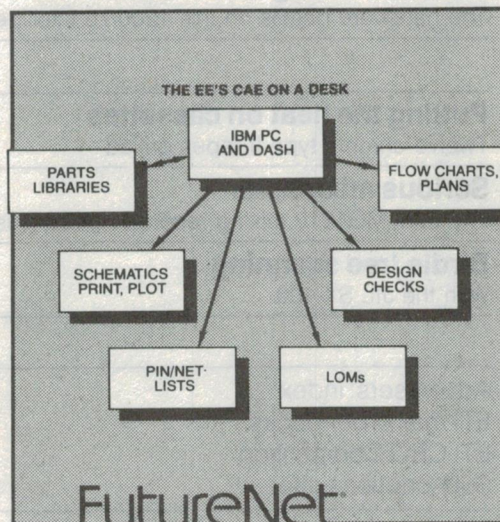 THE EE'S CAE ON A DESK
IBM PC
AND DASH
PARTS
LIBRARIES
FLOW CHARTS,
PLANS
SCHEMATICS
PRINT, PLOT
DESIGN
CHECKS
PIN/NET-
LISTS
LOMs
FutureNet